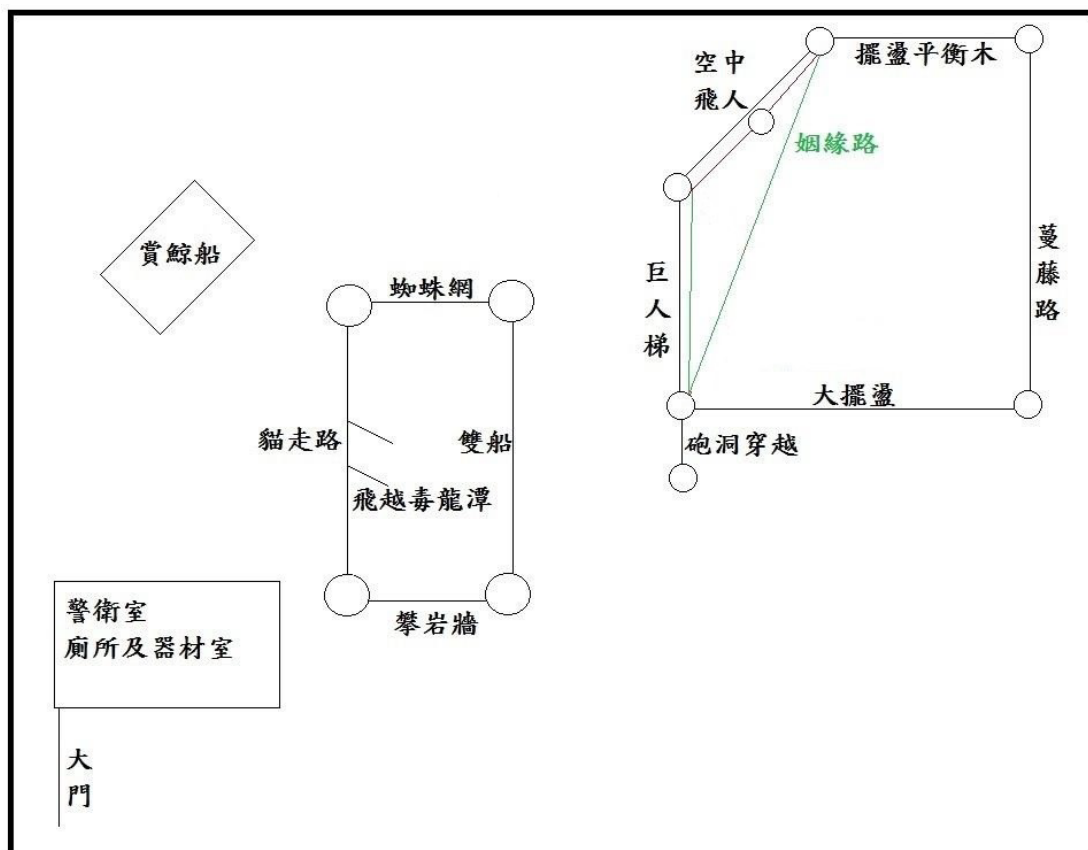 擺盪平衡木
空中
飛人
姻緣路
賞鯨船
蔓藤路
巨人梯
蜘蛛網
大擺盪
貓走路
雙船
砲洞穿越
飛越毒龍潭
攀岩牆
警衛室
廁所及器材室
大門